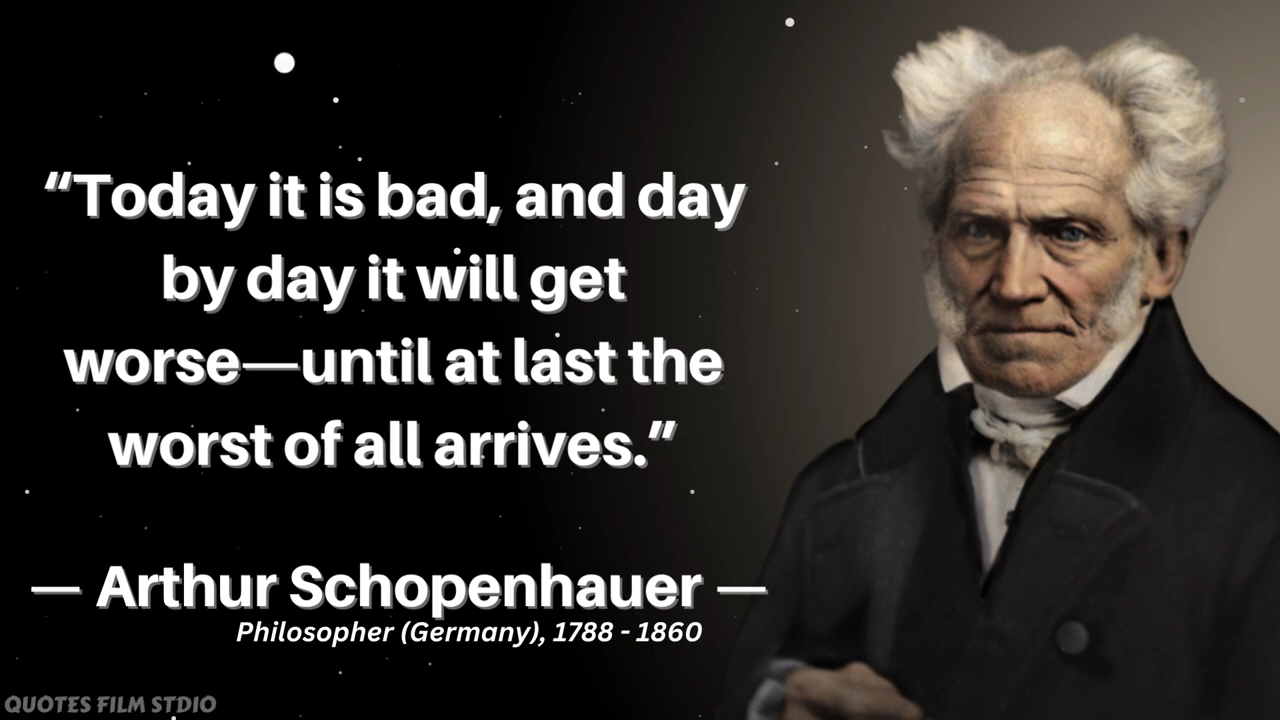 “Today it is bad, and day
by day it will get
worse—until at last the
worst of all arrives.”
— Arthur Schopenhauer —
Philosopher (Germany), 1788 - 1860
QUOTES FILM STDIO